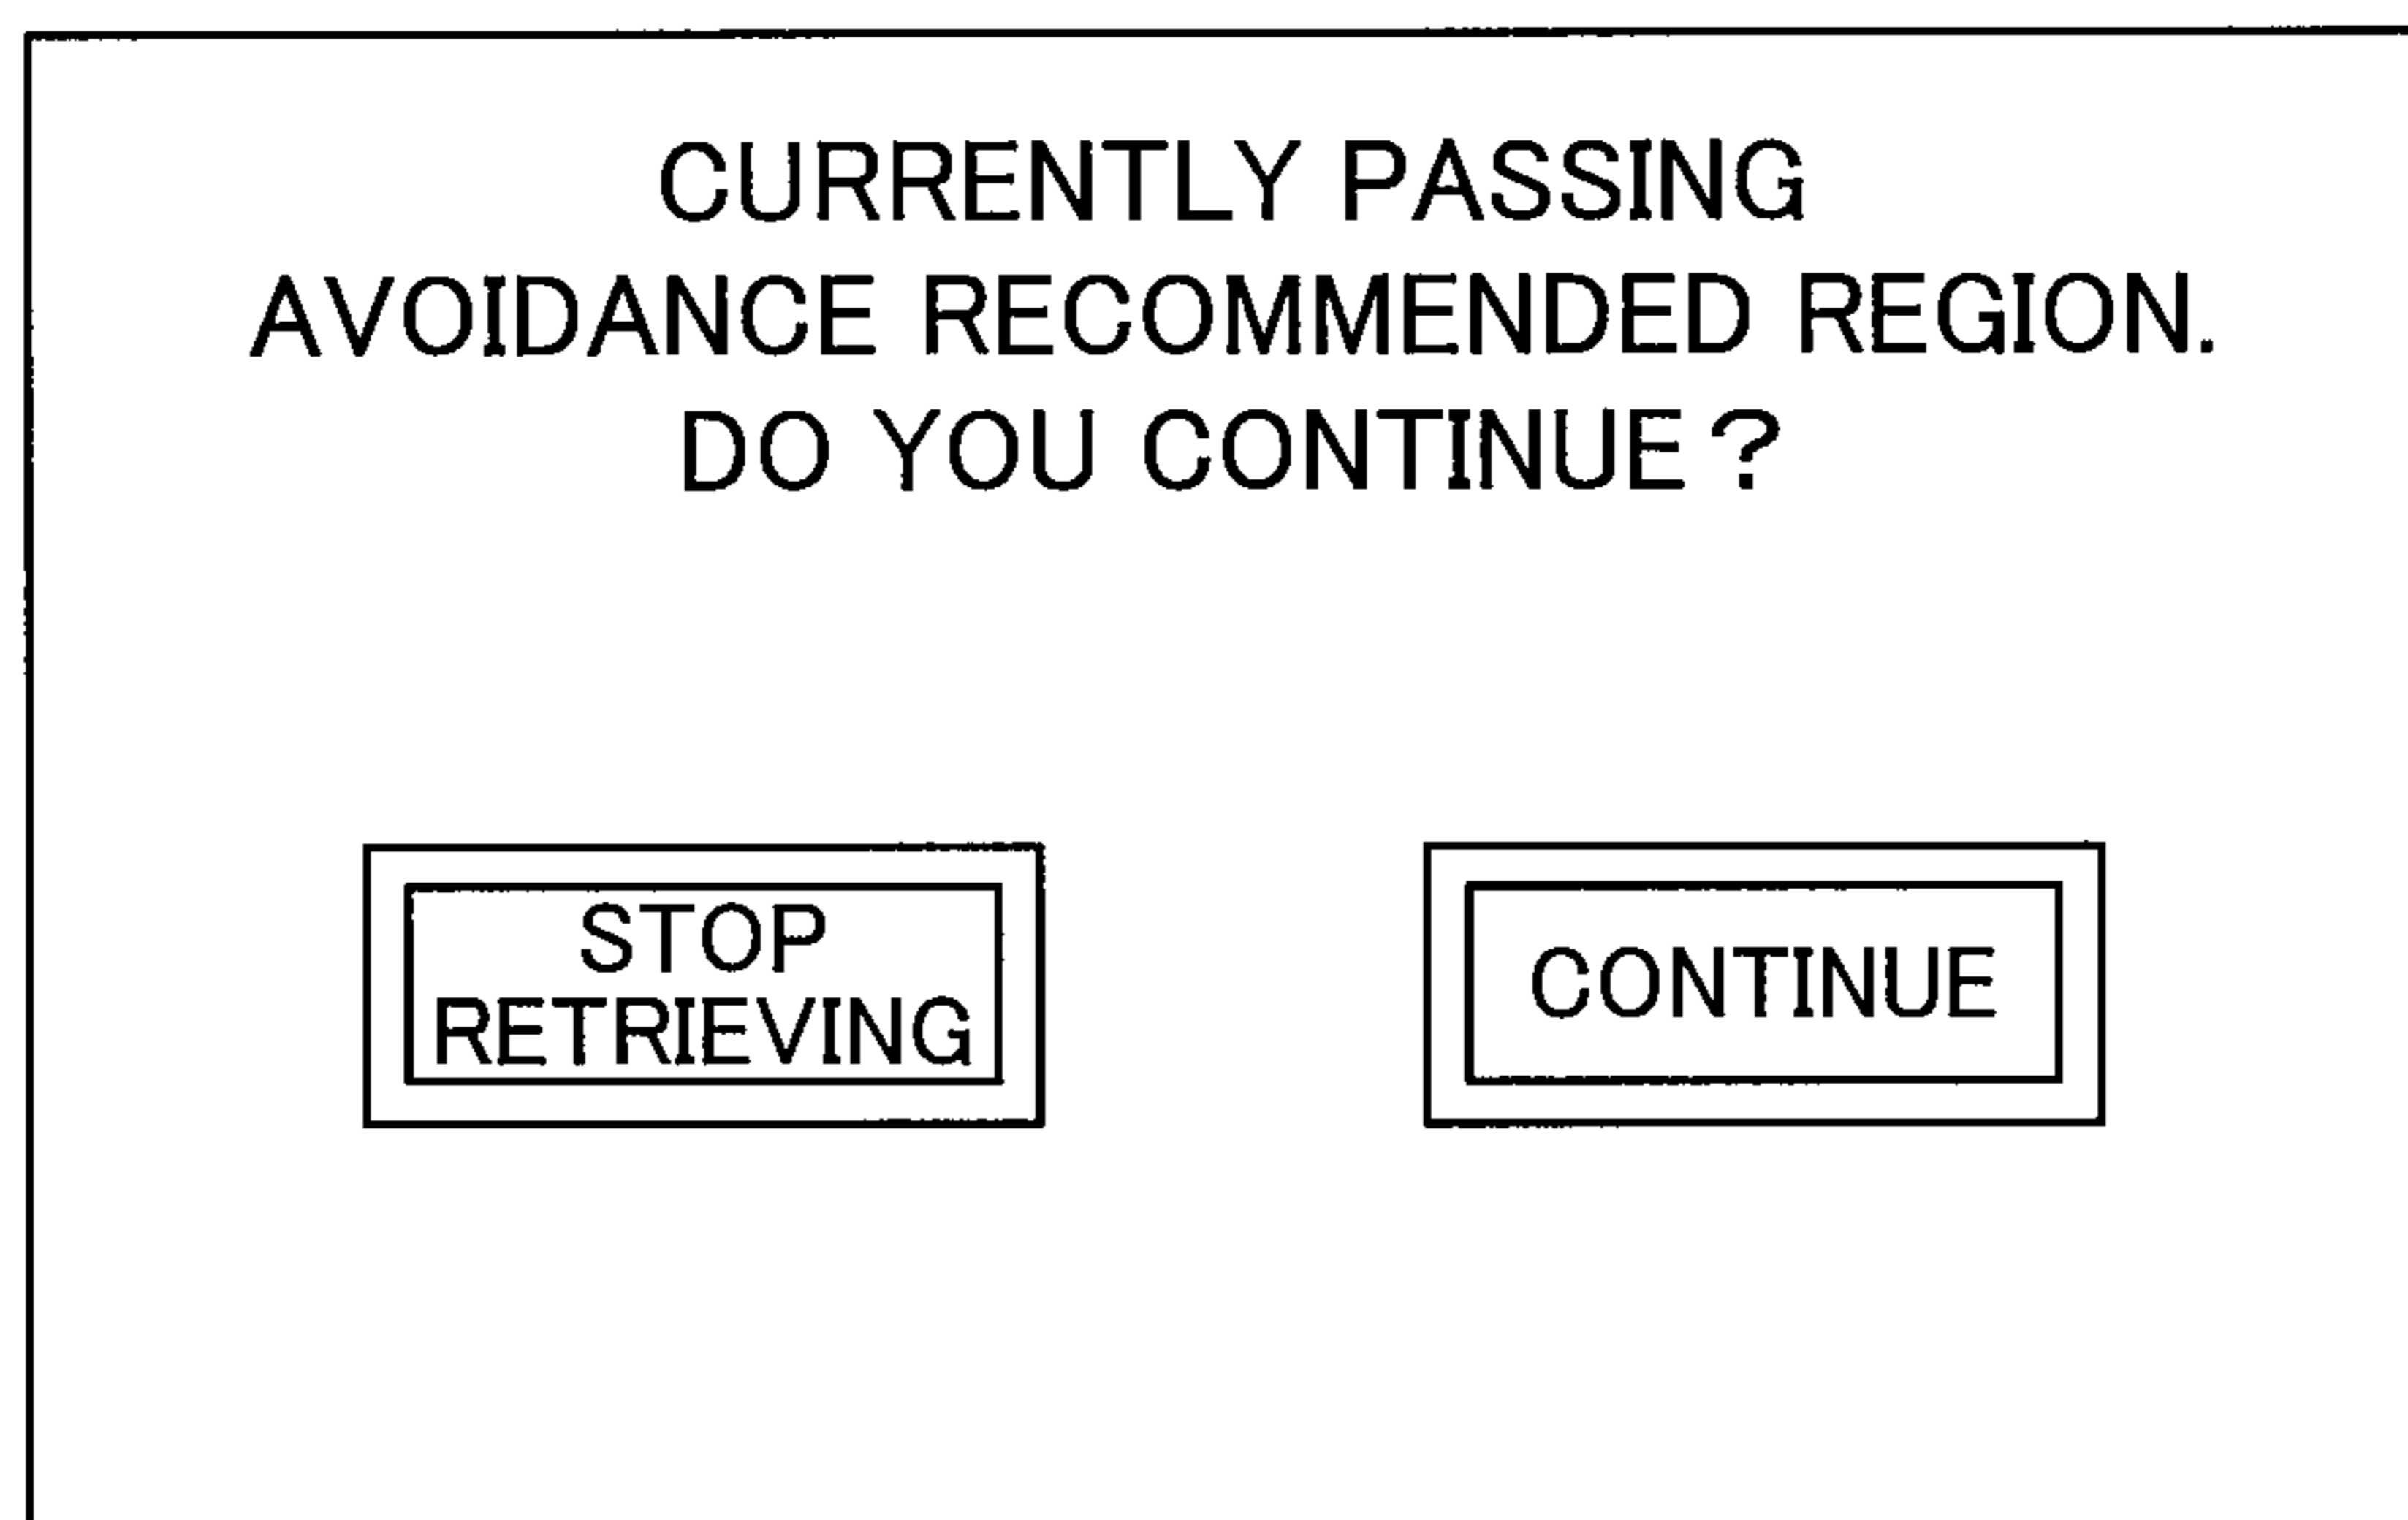 CURRENTLY PASSING
AVOIDANCE RECOMMENDED REGION.
DO YOU CONTINUE?
STOP
RETRIEVING
CONTINUE